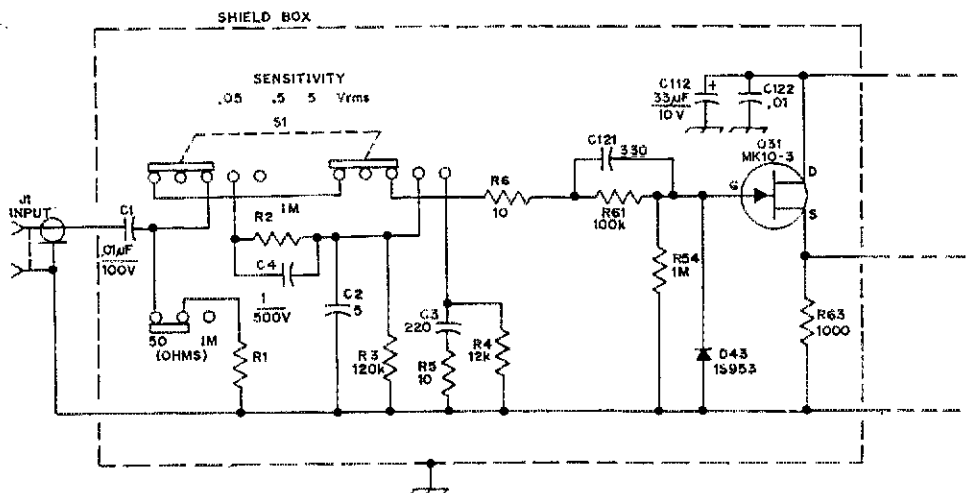 SHIELD BOX
SENSITIVITY
.05 .5 5 Vrms
S1
C112
33µF
10V
C122
.01
C121
330
Q31
MK10-3
D
G
S
J1
INPUT
C1
.01µF
100V
R2
1M
C4
1
500V
R6
10
R61
100k
R54
1M
C2
5
C3
220
R5
10
R4
12k
R3
120k
R1
50
(OHMS)
1M
D43
1S953
R63
1000